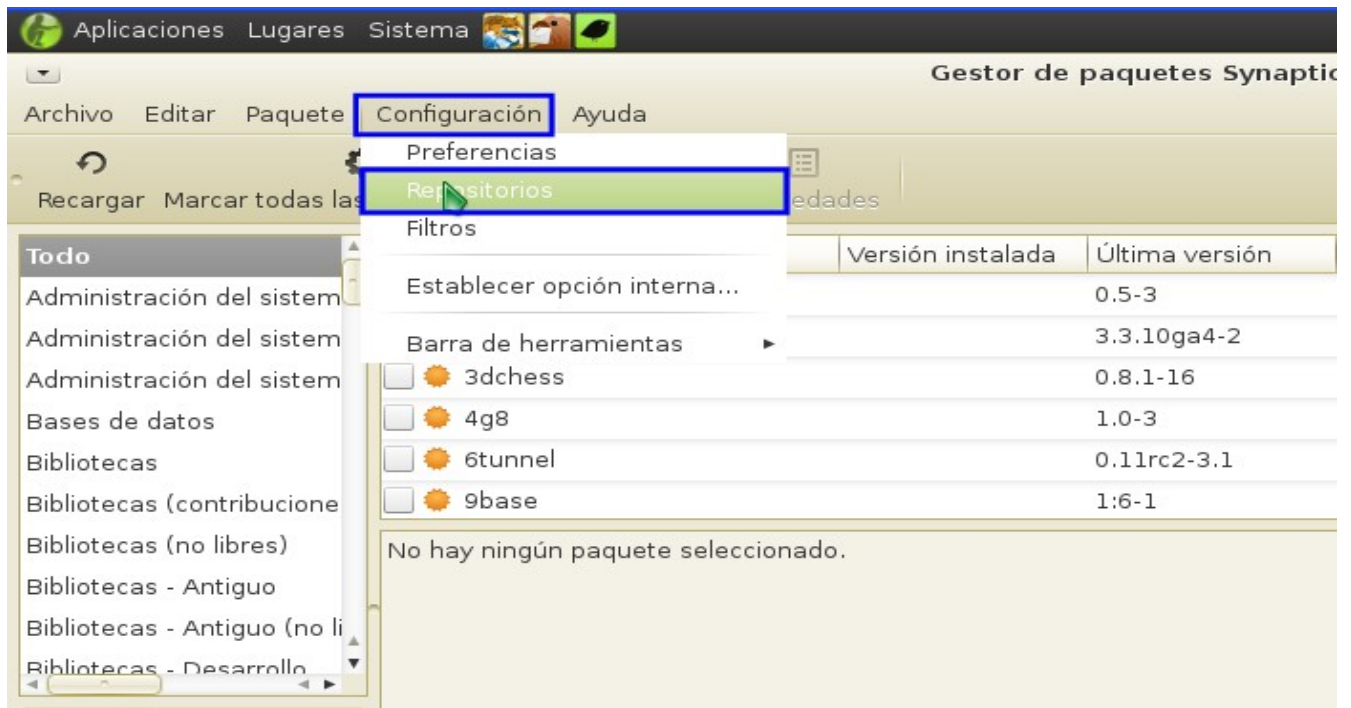 Aplicaciones Lugares Sistema
Gestor de paquetes Synaptic
Archivo Editar Paquete Configuración Ayuda
Preferencias
Repositorios
Filtros
Establecer opción interna...
Barra de herramientas
Recargar Marcar todas las edades
Todo
Administración del sistem
Administración del sistem
Administración del sistem
Bases de datos
Bibliotecas
Bibliotecas (contribucione
Bibliotecas (no libres)
Bibliotecas - Antiguo
Bibliotecas - Antiguo (no li
Bibliotecas - Desarrollo
Versión instalada Última versión
0.5-3
3.3.10ga4-2
3dchess 0.8.1-16
4g8 1.0-3
6tunnel 0.11rc2-3.1
9base 1:6-1
No hay ningún paquete seleccionado.